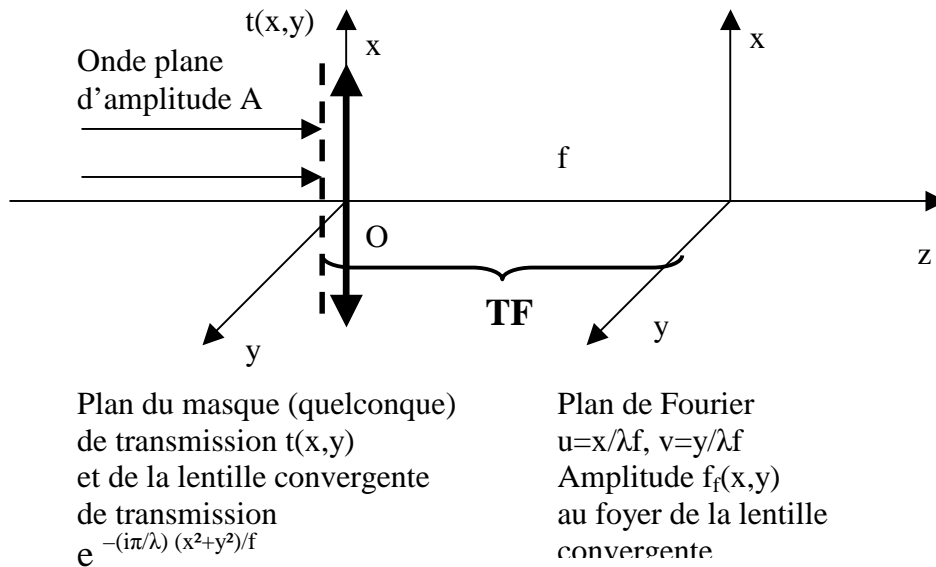 t(x,y)
x
x
Onde plane
d'amplitude A
f
O
z
TF
y
y
Plan du masque (quelconque)
de transmission t(x,y)
et de la lentille convergente
de transmission
e –(iπ/λ) (x²+y²)/f
Plan de Fourier
u=x/λf, v=y/λf
Amplitude ff(x,y)
au foyer de la lentille
convergente